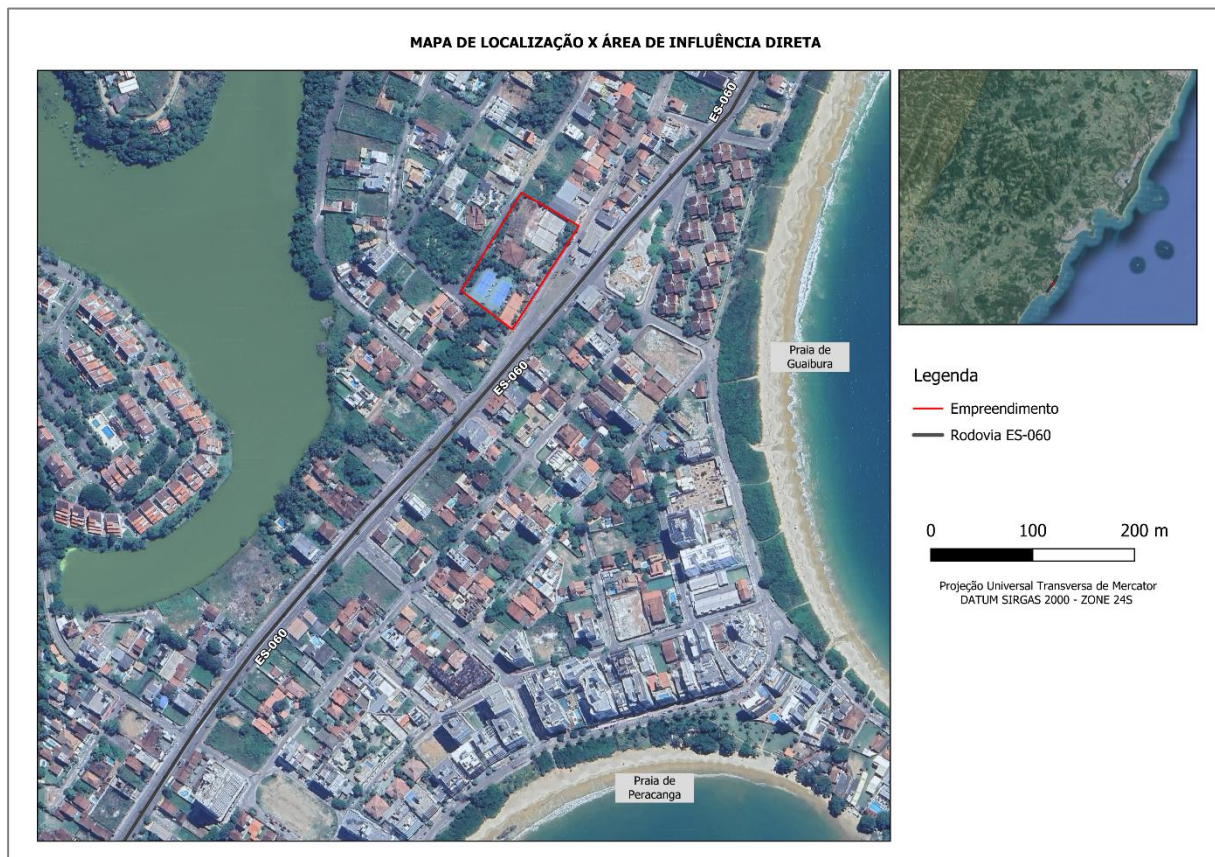 MAPA DE LOCALIZAÇÃO X ÁREA DE INFLUÊNCIA DIRETA
ES-060
Praia de
Guaibura
ES-060
ES-060
Praia de
Peracanga
Legenda
Empreendimento
Rodovia ES-060
0 100 200 m
Projeção Universal Transversa de Mercator
DATUM SIRGAS 2000 - ZONE 24S